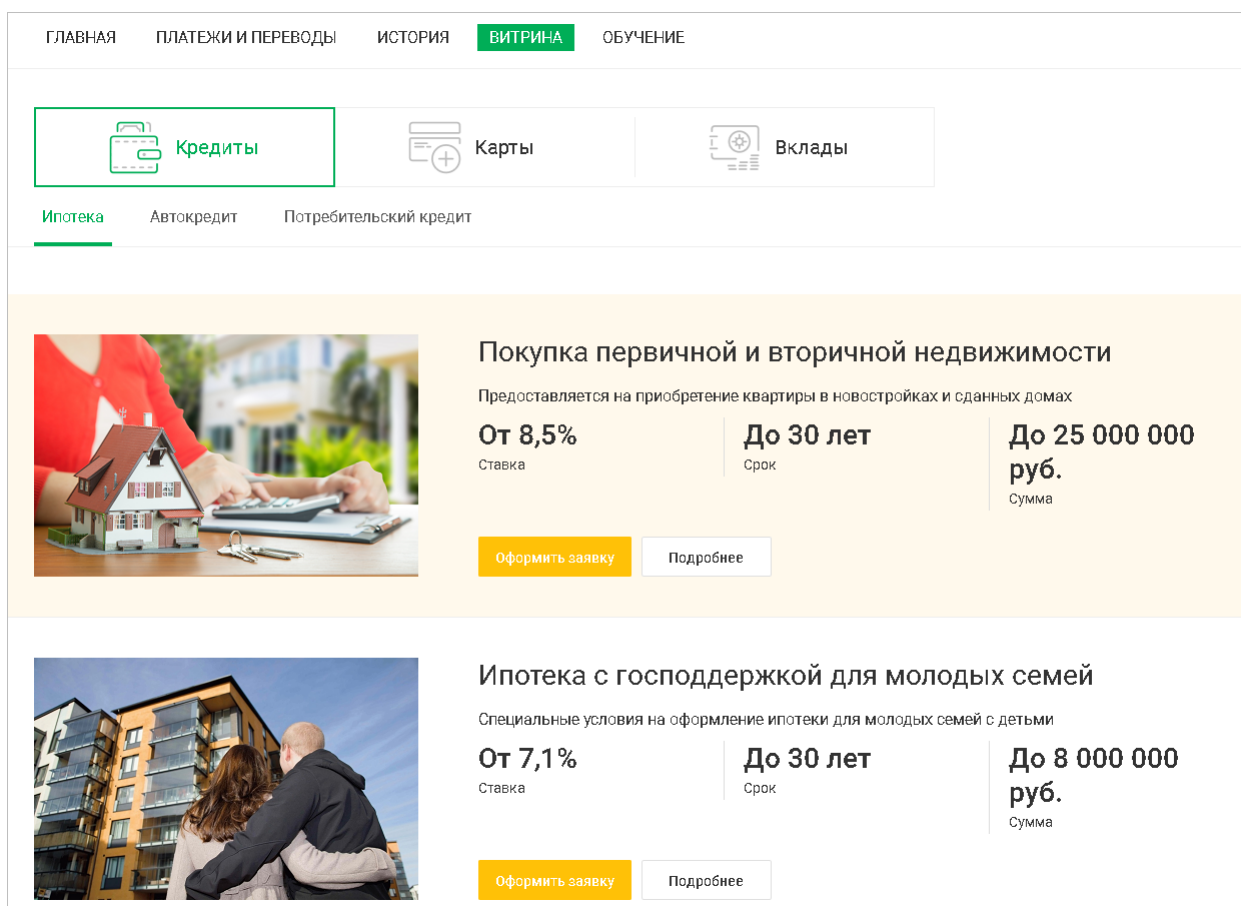 ГЛАВНАЯ ПЛАТЕЖИ И ПЕРЕВОДЫ ИСТОРИЯ ВИТРИНА ОБУЧЕНИЕ
Кредиты Карты Вклады
Ипотека Автокредит Потребительский кредит
Покупка первичной и вторичной недвижимости
Предоставляется на приобретение квартиры в новостройках и сданных домах
От 8,5% До 30 лет До 25 000 000
руб.
Ставка Срок
Сумма
Оформить заявку Подробнее
Ипотека с господдержкой для молодых семей
Специальные условия на оформление ипотеки для молодых семей с детьми
От 7,1% До 30 лет До 8 000 000
руб.
Ставка Срок
Сумма
Оформить заявку Подробнее